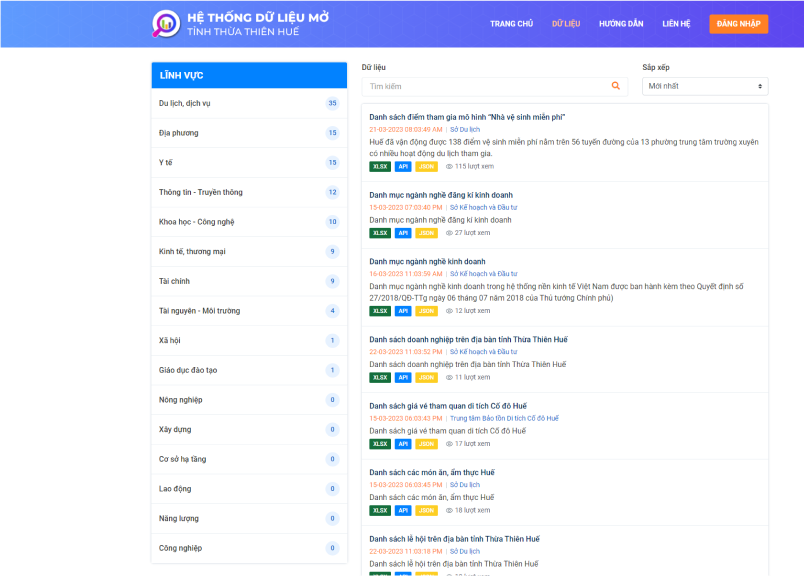 HỆ THỐNG DỮ LIỆU MỞ
TỈNH THỪA THIÊN HUẾ
TRANG CHỦ
DỮ LIỆU
HƯỚNG DẪN
LIÊN HỆ
ĐĂNG NHẬP
LĨNH VỰC
Du lịch, dịch vụ 35
Địa phương 15
Y tế 15
Thông tin - Truyền thông 12
Khoa học - Công nghệ 10
Kinh tế, thương mại 9
Tài chính 9
Tài nguyên - Môi trường 4
Xã hội 1
Giáo dục đào tạo 1
Nông nghiệp 0
Xây dựng 0
Cơ sở hạ tầng 0
Lao động 0
Năng lượng 0
Công nghiệp 0
Dữ liệu
Tìm kiếm
Sắp xếp
Mới nhất
Danh sách điểm tham gia mô hình "Nhà vệ sinh miễn phí"
21-03-2023 08:03:49 AM | Sở Du lịch
Huế đã vận động được 138 điểm vệ sinh miễn phí nằm trên 56 tuyến đường của 13 phường trung tâm trường xuyên
có nhiều hoạt động du lịch tham gia.
XLSX API JSON 115 lượt xem
Danh mục ngành nghề đăng kí kinh doanh
15-03-2023 07:03:40 PM | Sở Kế hoạch và Đầu tư
Danh mục ngành nghề đăng kí kinh doanh
XLSX API JSON 27 lượt xem
Danh mục ngành nghề kinh doanh
16-03-2023 11:03:59 AM | Sở Kế hoạch và Đầu tư
Danh mục ngành nghề kinh doanh trong hệ thống nền kinh tế Việt Nam được ban hành kèm theo Quyết định số
27/2018/QĐ-TTg ngày 06 tháng 07 năm 2018 của Thủ tướng Chính phủ)
XLSX API JSON 12 lượt xem
Danh sách doanh nghiệp trên địa bàn tỉnh Thừa Thiên Huế
22-03-2023 11:03:52 PM | Sở Kế hoạch và Đầu tư
Danh sách doanh nghiệp trên địa bàn tỉnh Thừa Thiên Huế
XLSX API JSON 11 lượt xem
Danh sách giá vé tham quan di tích Cố đô Huế
15-03-2023 06:03:42 PM | Trung tâm Bảo tồn Di tích Cố đô Huế
Danh sách giá vé tham quan di tích Cố đô Huế
XLSX API JSON 17 lượt xem
Danh sách các món ăn, ẩm thực Huế
15-03-2023 06:03:45 PM | Sở Du lịch
Danh sách các món ăn, ẩm thực Huế
XLSX API JSON 18 lượt xem
Danh sách lễ hội trên địa bàn tỉnh Thừa Thiên Huế
22-03-2023 11:03:18 PM | Sở Du lịch
Danh sách lễ hội trên địa bàn tỉnh Thừa Thiên Huế